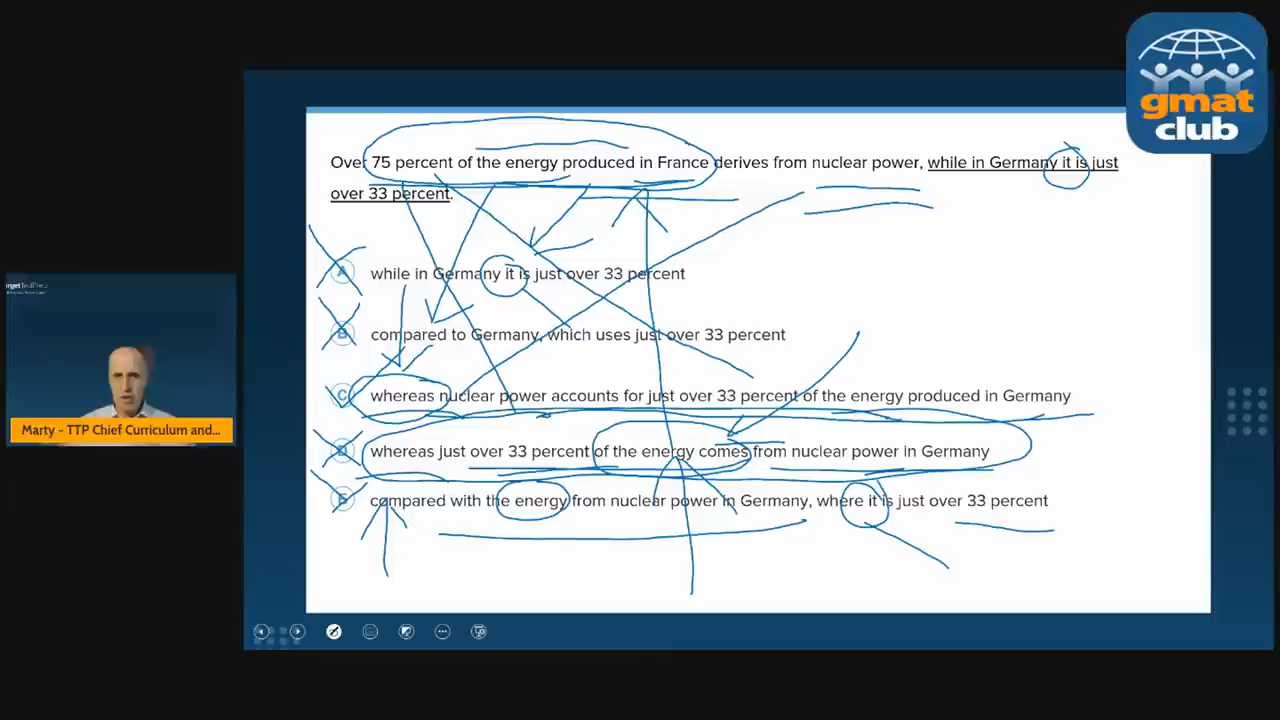 gmat
club
Over 75 percent of the energy produced in France derives from nuclear power, while in Germany it is just
over 33 percent.
A while in Germany it is just over 33 percent
B compared to Germany, which uses just over 33 percent
C whereas nuclear power accounts for just over 33 percent of the energy produced in Germany
D whereas just over 33 percent of the energy comes from nuclear power in Germany
E compared with the energy from nuclear power in Germany, where it is just over 33 percent
Marty - TTP Chief Curriculum and...